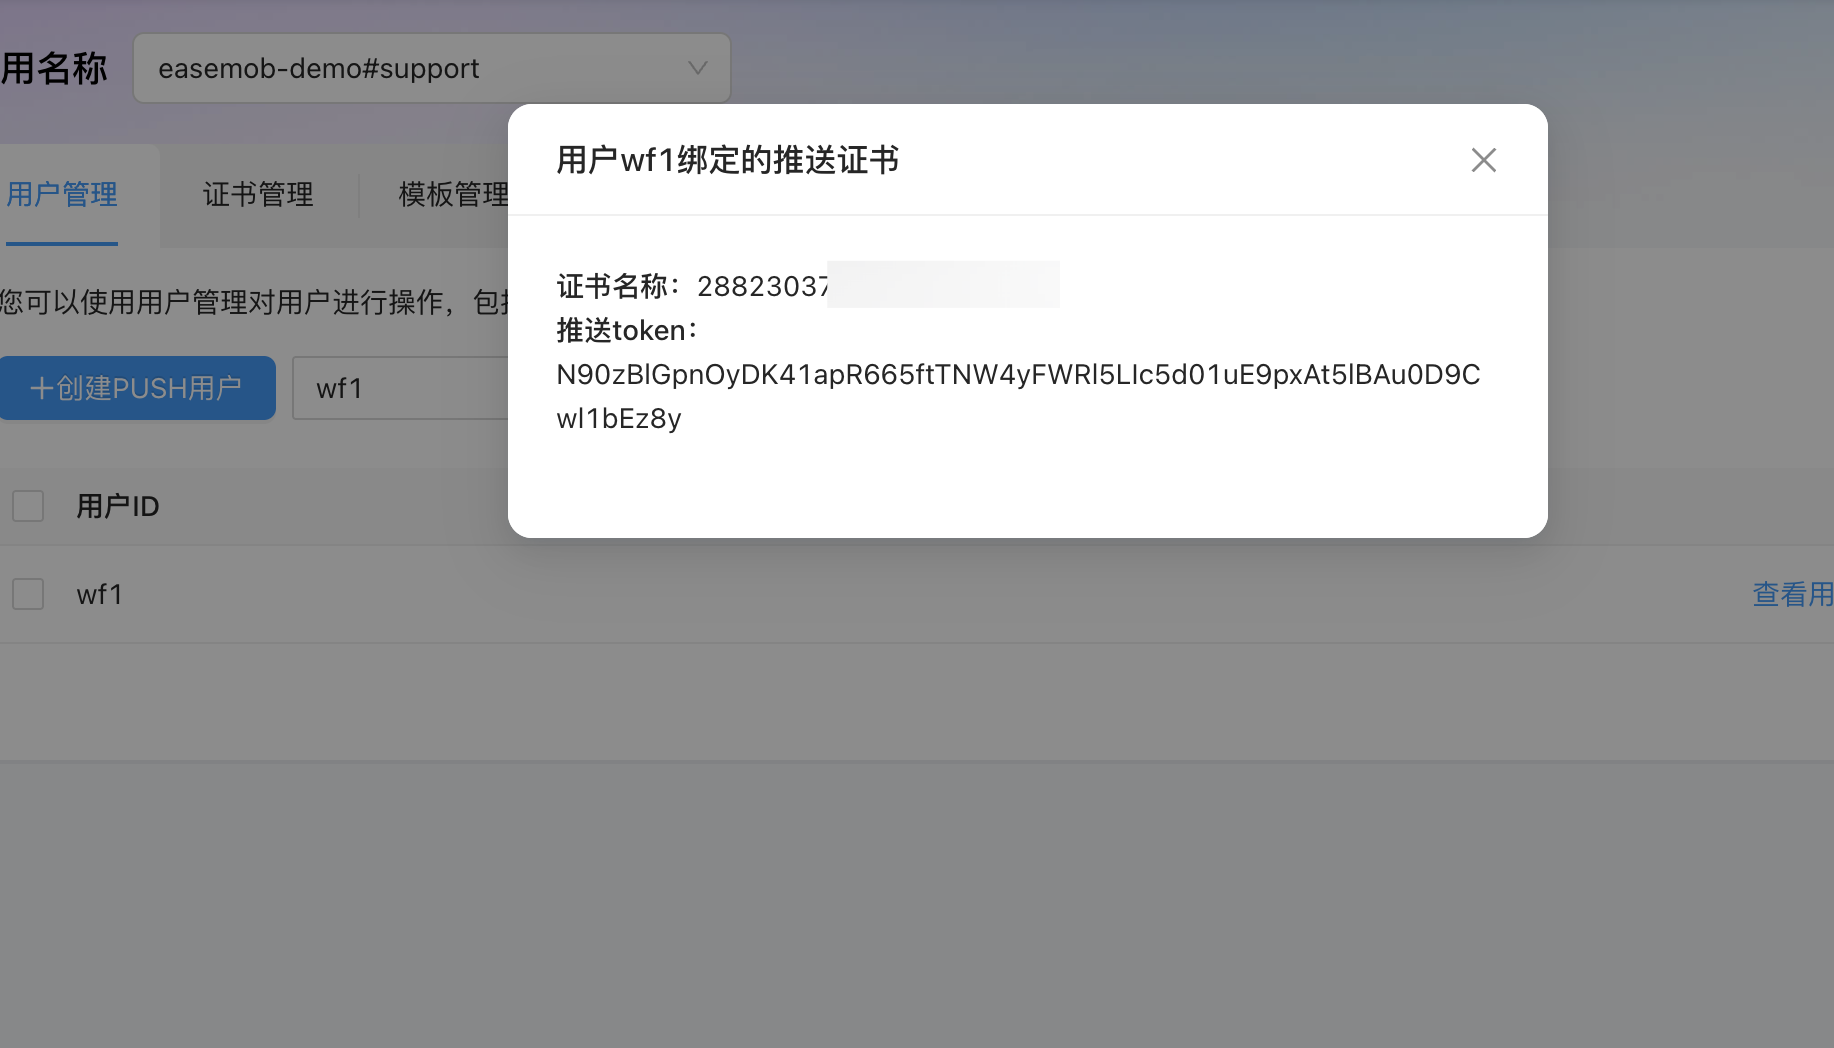 用名称
easemob-demo#support
用户wf1绑定的推送证书
用户管理
证书管理
模板管理
证书名称：28823037
推送token：
N90zBlGpnOyDK41apR665ftTNW4yFWRl5Llc5d01uE9pxAt5lBAu0D9C
wl1bEz8y
您可以使用用户管理对用户进行操作，包
创建PUSH用户
wf1
用户ID
wf1
查看用